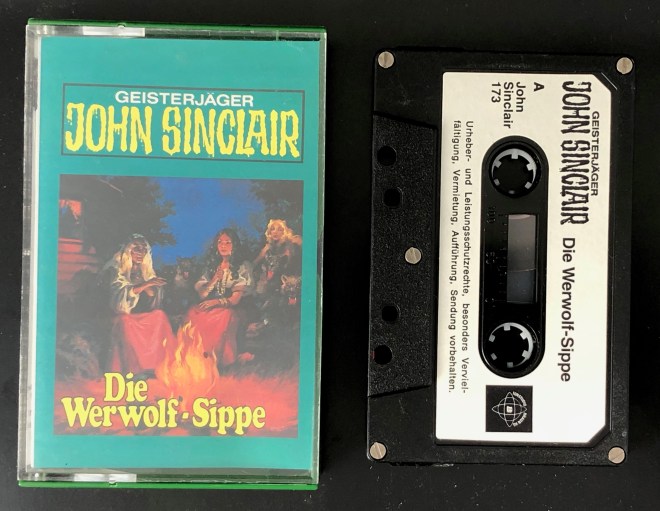 GEISTERJÄGER
JOHN SINCLAIR
Die
Werwolf-Sippe
GEISTERJÄGER
JOHN SINCLAIR
Die Werwolf-Sippe
A
John
Sinclair
173
Urheber- und Leistungsschutzrechte, besonders Verviel-
fältigung, Vermietung, Aufführung, Sendung vorbehalten.